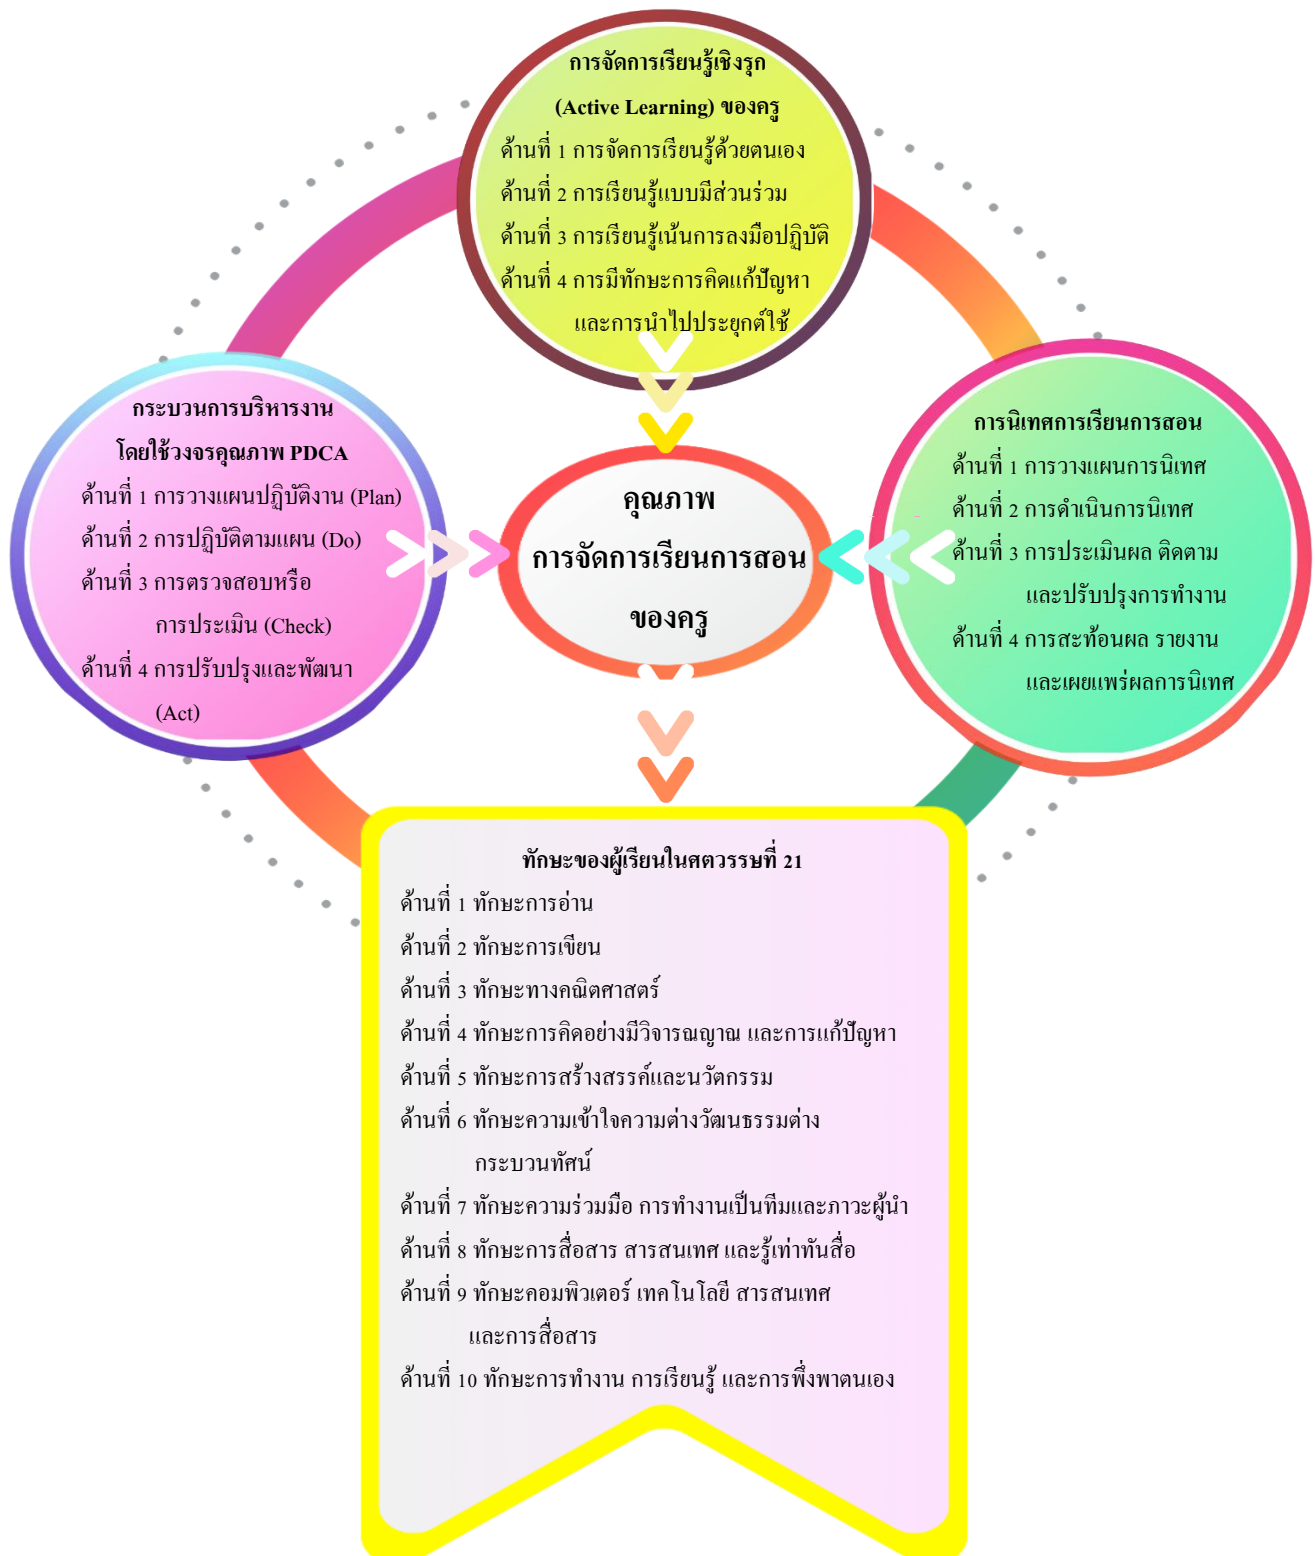 การจัดการเรียนรู้เชิงรุก
(Active Learning) ของครู
ด้านที่ 1 การจัดการเรียนรู้ด้วยตนเอง
ด้านที่ 2 การเรียนรู้แบบมีส่วนร่วม
ด้านที่ 3 การเรียนรู้เน้นการลงมือปฏิบัติ
ด้านที่ 4 การมีทักษะการคิดแก้ปัญหา
และการนำไปประยุกต์ใช้
กระบวนการบริหารงาน
โดยใช้วงจรคุณภาพ PDCA
ด้านที่ 1 การวางแผนปฏิบัติงาน (Plan)
ด้านที่ 2 การปฏิบัติตามแผน (Do)
ด้านที่ 3 การตรวจสอบหรือ
การประเมิน (Check)
ด้านที่ 4 การปรับปรุงและพัฒนา
(Act)
คุณภาพ
การจัดการเรียนการสอน
ของครู
การนิเทศการเรียนการสอน
ด้านที่ 1 การวางแผนการนิเทศ
ด้านที่ 2 การดำเนินการนิเทศ
ด้านที่ 3 การประเมินผล ติดตาม
และปรับปรุงการทำงาน
ด้านที่ 4 การสะท้อนผล รายงาน
และเผยแพร่ผลการนิเทศ
ทักษะของผู้เรียนในศตวรรษที่ 21
ด้านที่ 1 ทักษะการอ่าน
ด้านที่ 2 ทักษะการเขียน
ด้านที่ 3 ทักษะทางคณิตศาสตร์
ด้านที่ 4 ทักษะการคิดอย่างมีวิจารณญาณ และการแก้ปัญหา
ด้านที่ 5 ทักษะการสร้างสรรค์และนวัตกรรม
ด้านที่ 6 ทักษะความเข้าใจความต่างวัฒนธรรมต่าง
กระบวนทัศน์
ด้านที่ 7 ทักษะความร่วมมือ การทำงานเป็นทีมและภาวะผู้นำ
ด้านที่ 8 ทักษะการสื่อสาร สารสนเทศ และรู้เท่าทันสื่อ
ด้านที่ 9 ทักษะคอมพิวเตอร์ เทคโนโลยี สารสนเทศ
และการสื่อสาร
ด้านที่ 10 ทักษะการทำงาน การเรียนรู้ และการพึ่งพาตนเอง